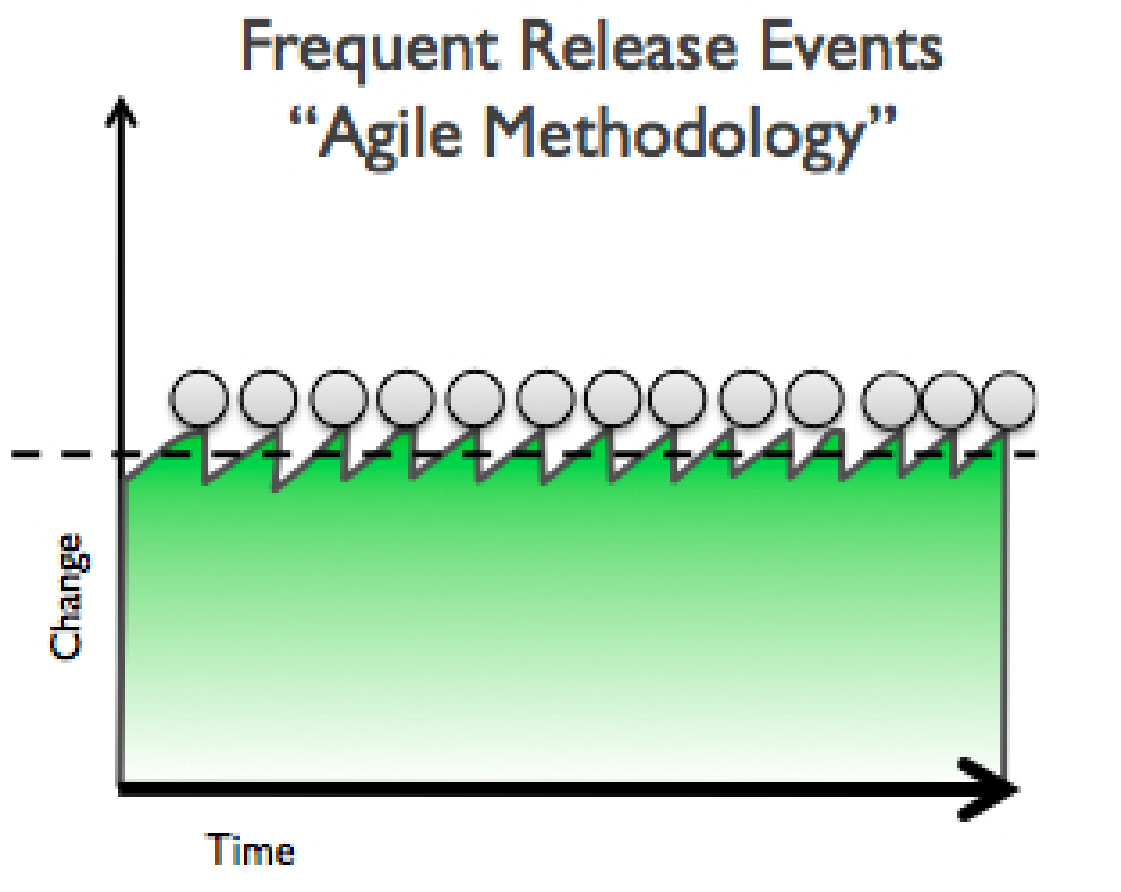 Frequent Release Events
“Agile Methodology”
Change
Time